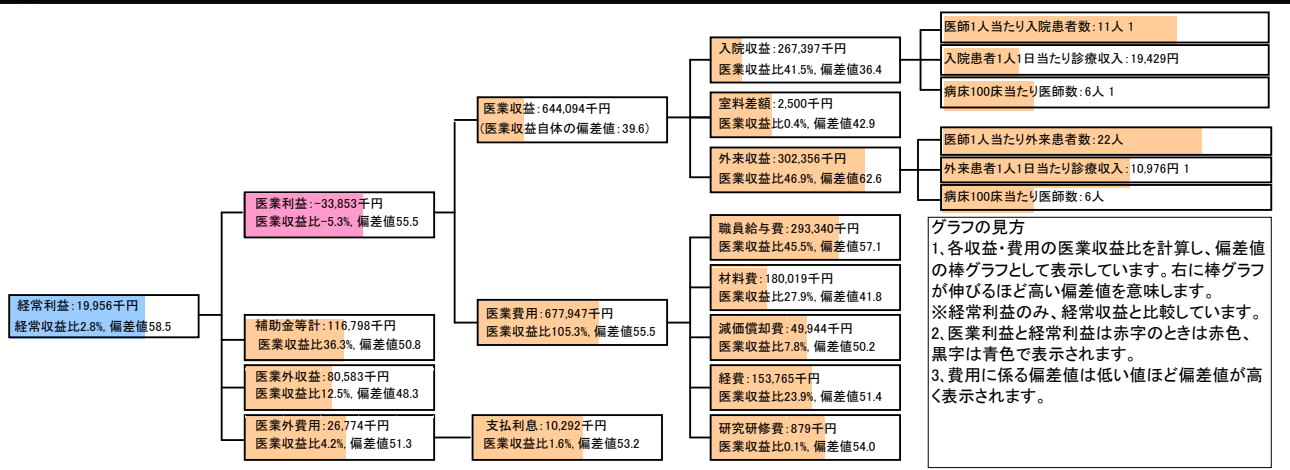 経常利益:19,956千円
経常収益比2.8%, 偏差値58.5
医業利益:-33,853千円
医業収益比-5.3%, 偏差値55.5
補助金等計:116,798千円
医業収益比36.3%, 偏差値50.8
医業外収益:80,583千円
医業収益比12.5%, 偏差値48.3
医業外費用:26,774千円
医業収益比4.2%, 偏差値51.3
医業収益:644,094千円
(医業収益自体の偏差値:39.6)
医業費用:677,947千円
医業収益比105.3%, 偏差値55.5
支払利息:10,292千円
医業収益比1.6%, 偏差値53.2
入院収益:267,397千円
医業収益比41.5%, 偏差値36.4
室料差額:2,500千円
医業収益比0.4%, 偏差値42.9
外来収益:302,356千円
医業収益比46.9%, 偏差値62.6
職員給与費:293,340千円
医業収益比45.5%, 偏差値57.1
材料費:180,019千円
医業収益比27.9%, 偏差値41.8
減価償却費:49,944千円
医業収益比7.8%, 偏差値50.2
経費:153,765千円
医業収益比23.9%, 偏差値51.4
研究研修費:879千円
医業収益比0.1%, 偏差値54.0
医師1人当たり入院患者数:11人 1
入院患者1人1日当たり診療収入:19,429円
病床100床当たり医師数:6人 1
医師1人当たり外来患者数:22人
外来患者1人1日当たり診療収入:10,976円 1
病床100床当たり医師数:6人
グラフの見方
1、各収益・費用の医業収益比を計算し、偏差値
の棒グラフとして表示しています。右に棒グラフ
が伸びるほど高い偏差値を意味します。
※経常利益のみ、経常収益と比較しています。
2、医業利益と経常利益は赤字のときは赤色、
黒字は青色で表示されます。
3、費用に係る偏差値は低い値ほど偏差値が高
く表示されます。